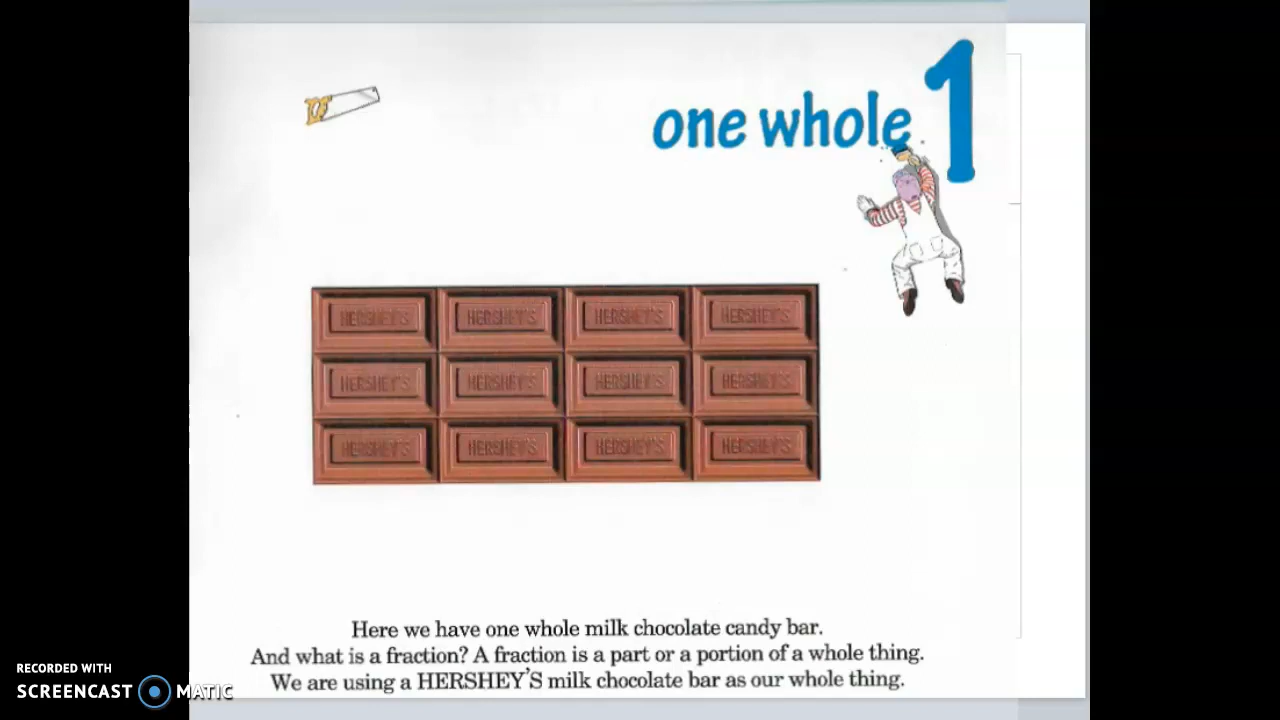 one whole 1
HERSHEY'S HERSHEY'S HERSHEY'S HERSHEY'S
HERSHEY'S HERSHEY'S HERSHEY'S HERSHEY'S
HERSHEY'S HERSHEY'S HERSHEY'S HERSHEY'S
Here we have one whole milk chocolate candy bar.
And what is a fraction? A fraction is a part or a portion of a whole thing.
We are using a HERSHEY'S milk chocolate bar as our whole thing.
RECORDED WITH
SCREENCAST MATIC